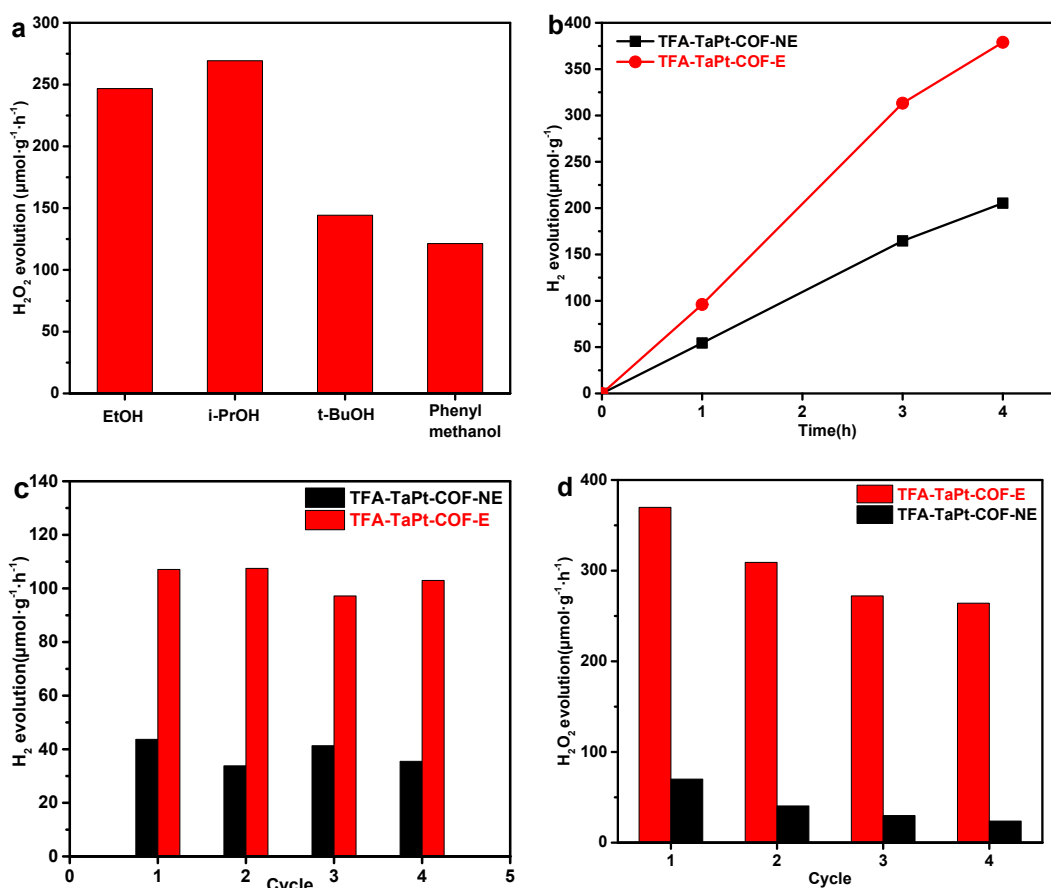 a
H₂O₂ evolution (μmol·g⁻¹·h⁻¹)
300
250
200
150
100
50
0
EtOH
i-PrOH
t-BuOH
Phenyl
methanol
b
TFA-TaPt-COF-NE
TFA-TaPt-COF-E
H₂ evolution(μmol·g⁻¹)
400
350
300
250
200
150
100
50
0
0 1 2 3 4
Time(h)
c
TFA-TaPt-COF-NE
TFA-TaPt-COF-E
H₂ evolution(μmol·g⁻¹·h⁻¹)
140
120
100
80
60
40
20
0
0 1 2 3 4 5
Cycle
d
TFA-TaPt-COF-E
TFA-TaPt-COF-NE
H₂O₂ evolution(μmol·g⁻¹·h⁻¹)
400
300
200
100
0
1 2 3 4
Cycle